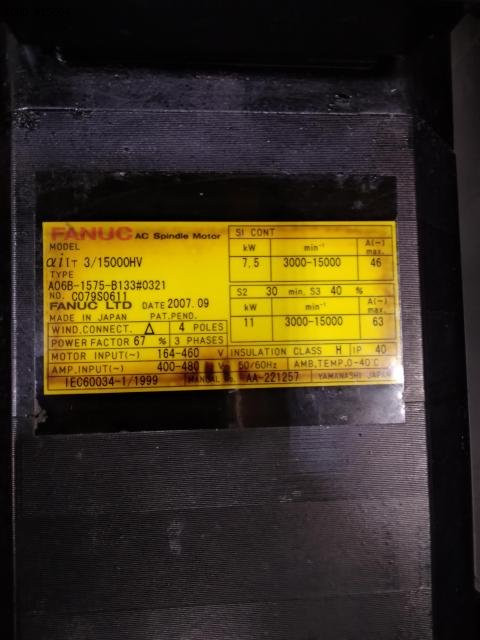 FANUC AC Spindle Motor
MODEL
αiIT 3/15000HV
TYPE
A06B-1575-B133#0321
NO. C079S0611
FANUC LTD DATE 2007.09
MADE IN JAPAN PAT.PEND.
WIND.CONNECT. △ 4 POLES
POWER FACTOR 67 % 3 PHASES
MOTOR INPUT(~) 164-460 V
AMP.INPUT(~) 400-480 V
IEC60034-1/1999
S1 CONT
kW min⁻¹ A(~) max.
7.5 3000-15000 46
S2 30 min, S3 40 %
kW min⁻¹ A(~) max.
11 3000-15000 63
INSULATION CLASS H IP 40
50/60Hz AMB.TEMP.0-40°C
MANUAL NO. AA-221257 YAMANASHI JAPAN